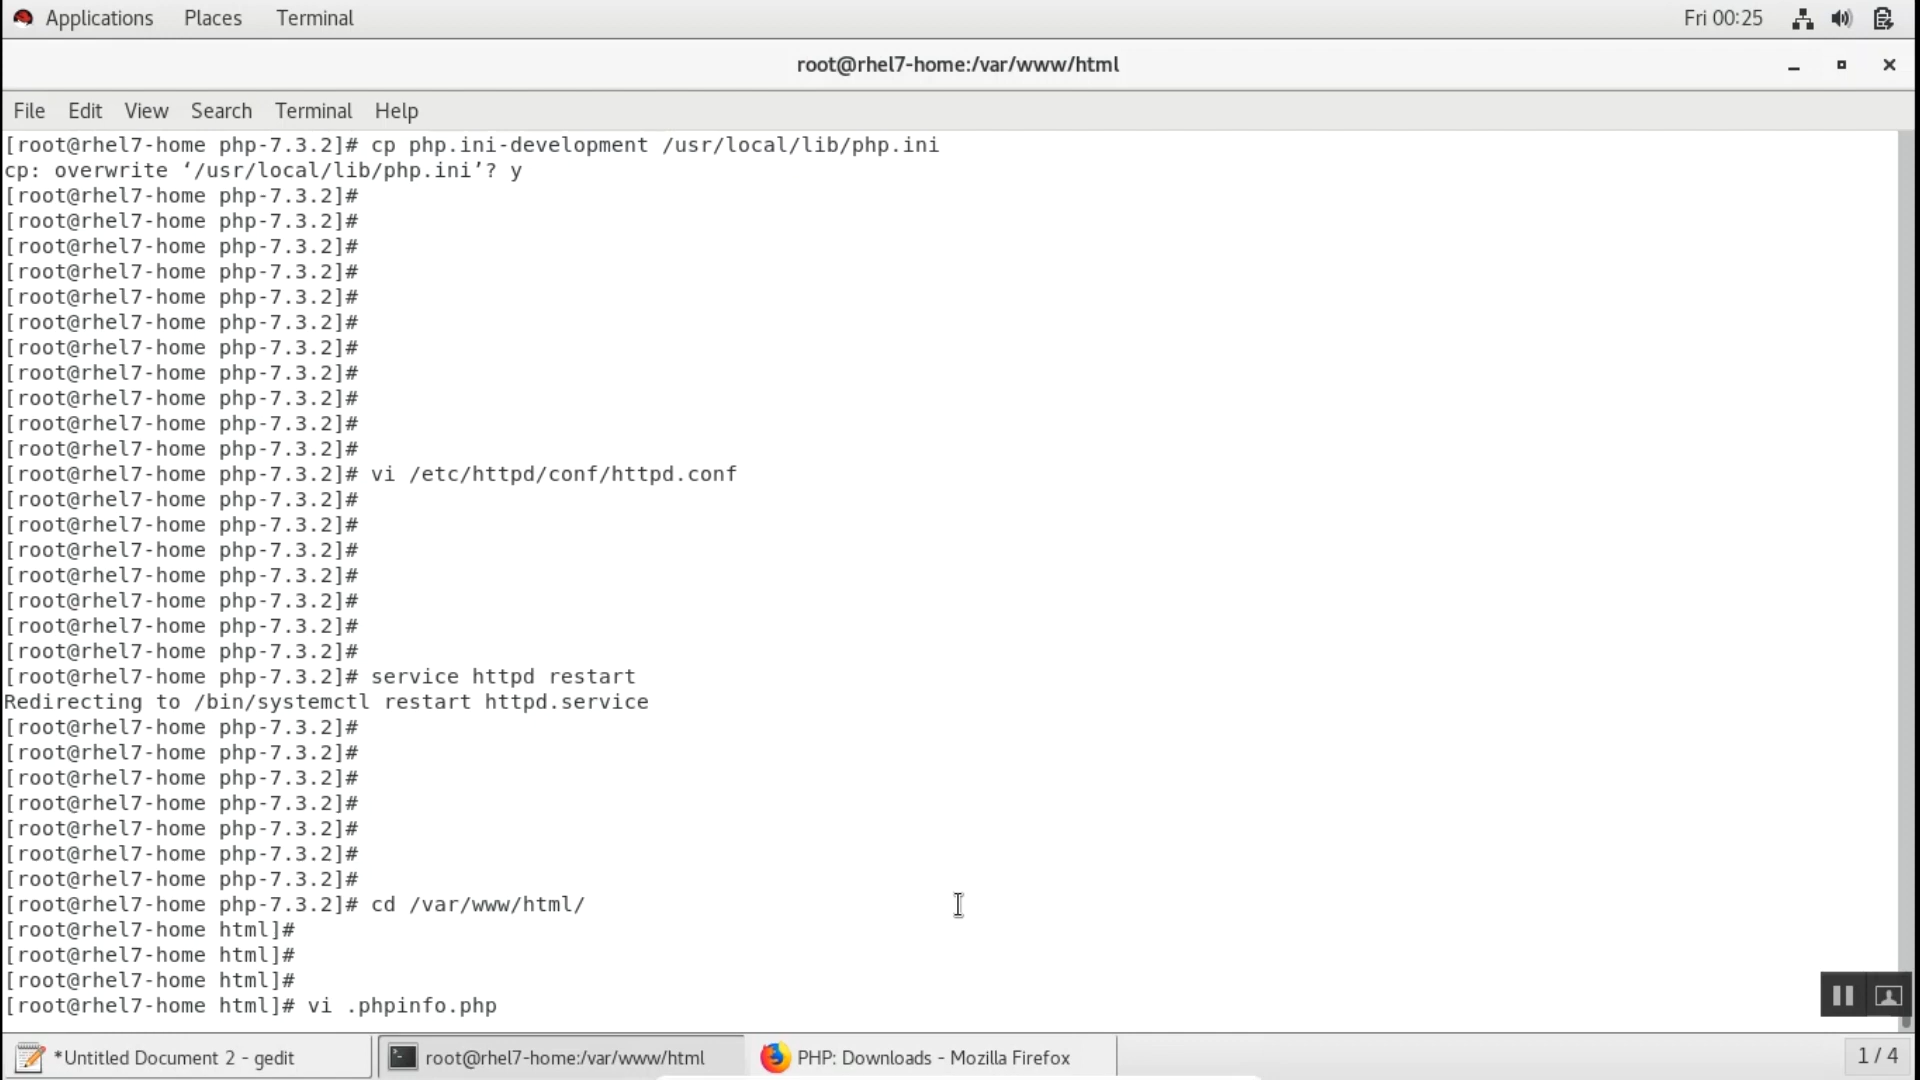 Applications Places Terminal Fri 00:25
root@rhel7-home:/var/www/html
File Edit View Search Terminal Help
[root@rhel7-home php-7.3.2]# cp php.ini-development /usr/local/lib/php.ini
cp: overwrite ‘/usr/local/lib/php.ini’? y
[root@rhel7-home php-7.3.2]#
[root@rhel7-home php-7.3.2]#
[root@rhel7-home php-7.3.2]#
[root@rhel7-home php-7.3.2]#
[root@rhel7-home php-7.3.2]#
[root@rhel7-home php-7.3.2]#
[root@rhel7-home php-7.3.2]#
[root@rhel7-home php-7.3.2]#
[root@rhel7-home php-7.3.2]#
[root@rhel7-home php-7.3.2]#
[root@rhel7-home php-7.3.2]#
[root@rhel7-home php-7.3.2]# vi /etc/httpd/conf/httpd.conf
[root@rhel7-home php-7.3.2]#
[root@rhel7-home php-7.3.2]#
[root@rhel7-home php-7.3.2]#
[root@rhel7-home php-7.3.2]#
[root@rhel7-home php-7.3.2]#
[root@rhel7-home php-7.3.2]#
[root@rhel7-home php-7.3.2]#
[root@rhel7-home php-7.3.2]# service httpd restart
Redirecting to /bin/systemctl restart httpd.service
[root@rhel7-home php-7.3.2]#
[root@rhel7-home php-7.3.2]#
[root@rhel7-home php-7.3.2]#
[root@rhel7-home php-7.3.2]#
[root@rhel7-home php-7.3.2]#
[root@rhel7-home php-7.3.2]#
[root@rhel7-home php-7.3.2]#
[root@rhel7-home php-7.3.2]# cd /var/www/html/
[root@rhel7-home html]#
[root@rhel7-home html]#
[root@rhel7-home html]#
[root@rhel7-home html]# vi .phpinfo.php
*Untitled Document 2 - gedit root@rhel7-home:/var/www/html PHP: Downloads - Mozilla Firefox 1 / 4